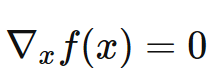 ∇ₓf(x) = 0